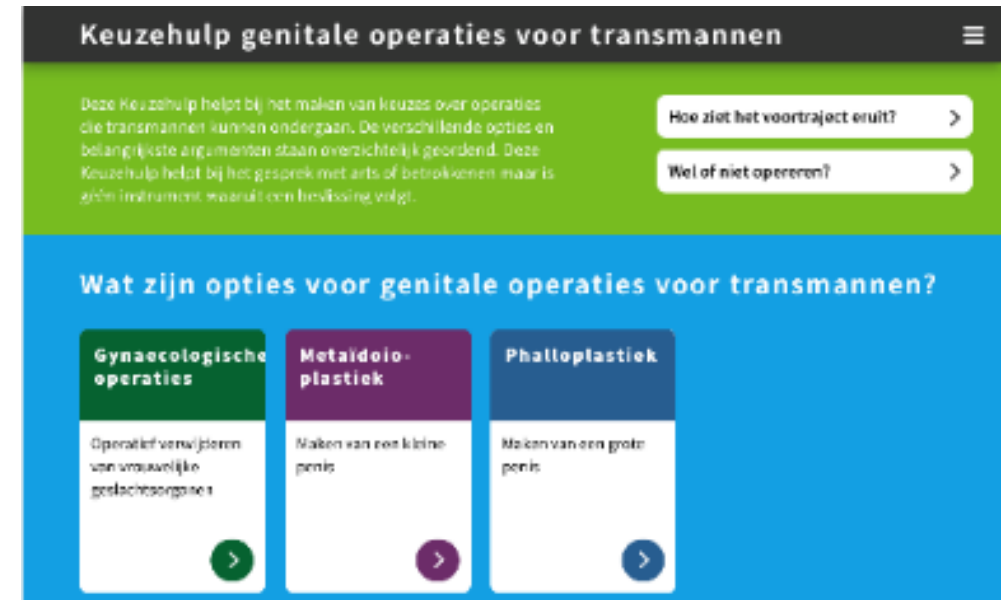 Keuzehulp genitale operaties voor transmannen
Deze Keuzehulp helpt bij het maken van keuzes over operaties
die transmannen kunnen ondergaan. De verschillende opties en
belangrijkste argumenten staan overzichtelijk geordend. Deze
Keuzehulp helpt bij het gesprek met arts of betrokkenen maar is
géén instrument waaruit een beslissing volgt.
Hoe ziet het voortraject eruit?
Wel of niet opereren?
Wat zijn opties voor genitale operaties voor transmannen?
Gynaecologische
operaties
Operatief verwijderen
van vrouwelijke
geslachtsorganen
Metaïdoio-
plastiek
Maken van een kleine
penis
Phalloplastiek
Maken van een grote
penis